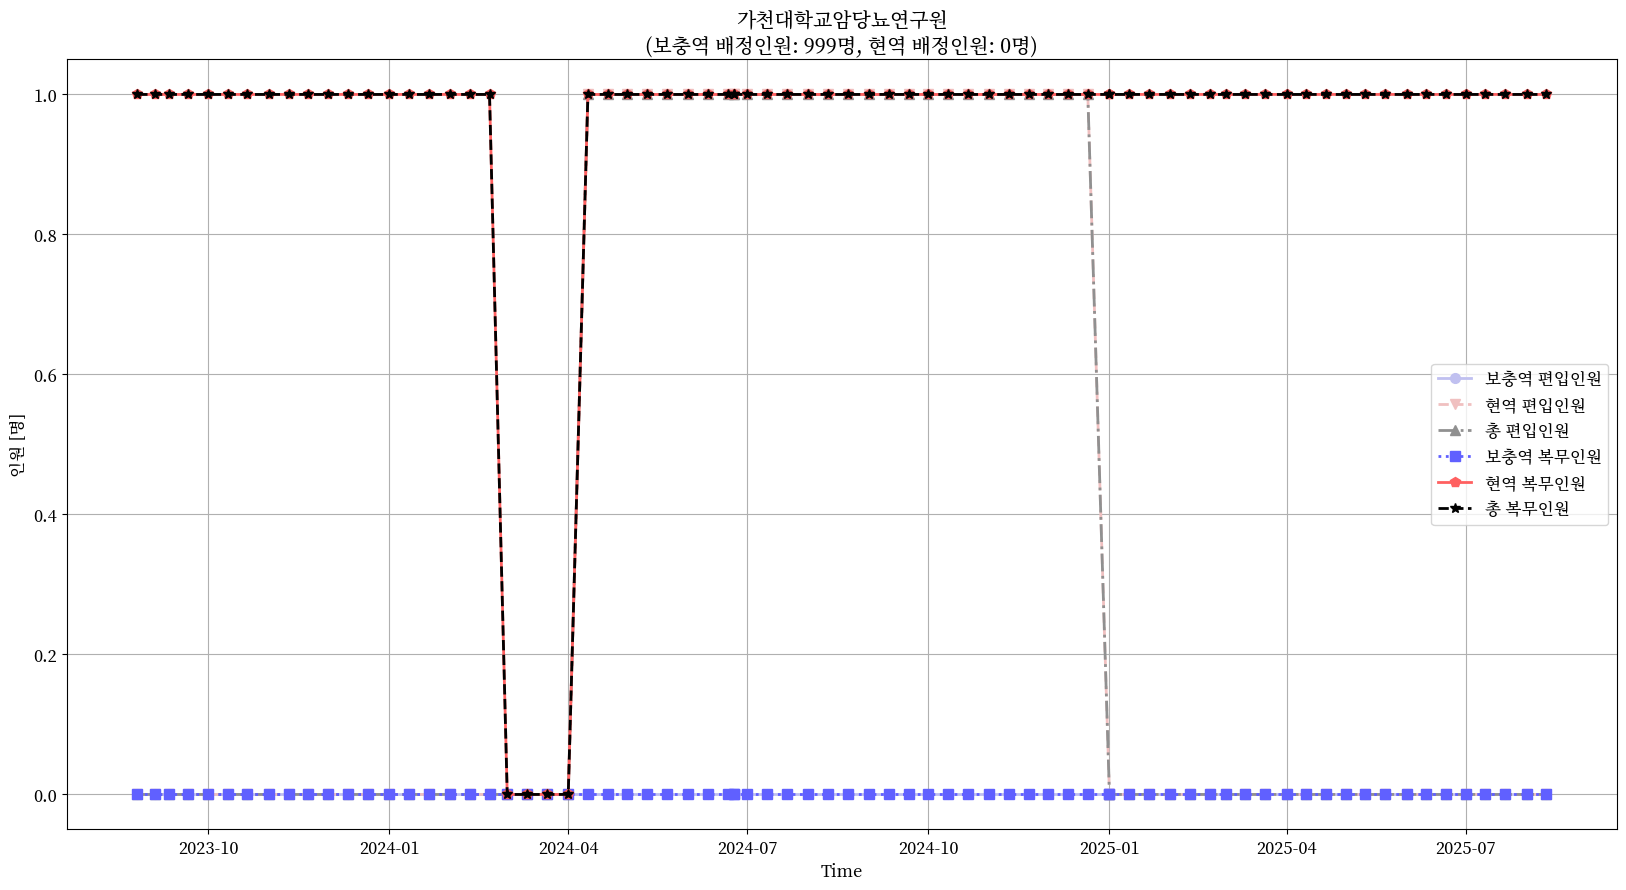 가천대학교암당뇨연구원
(보충역 배정인원: 999명, 현역 배정인원: 0명)
1.0
0.8
0.6
0.4
0.2
0.0
인원 [명]
보충역 편입인원
현역 편입인원
총 편입인원
보충역 복무인원
현역 복무인원
총 복무인원
2023-10
2024-01
2024-04
2024-07
2024-10
2025-01
2025-04
2025-07
Time